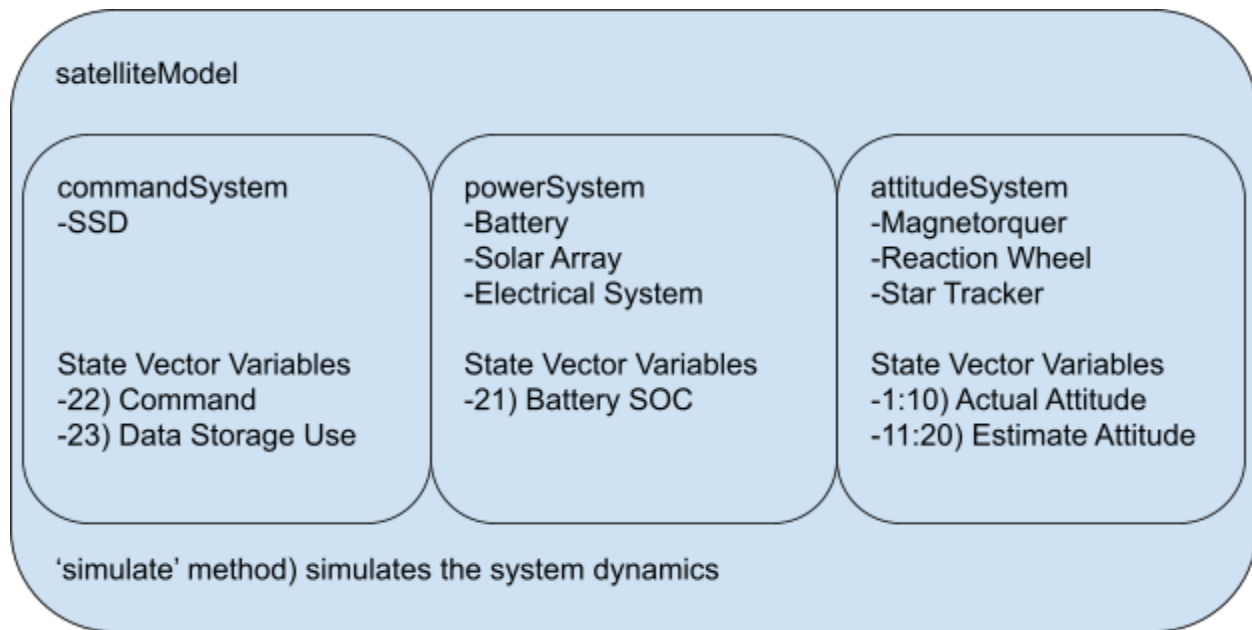 satelliteModel
commandSystem
-SSD
State Vector Variables
-22) Command
-23) Data Storage Use
powerSystem
-Battery
-Solar Array
-Electrical System
State Vector Variables
-21) Battery SOC
attitudeSystem
-Magnetorquer
-Reaction Wheel
-Star Tracker
State Vector Variables
-1:10) Actual Attitude
-11:20) Estimate Attitude
‘simulate’ method) simulates the system dynamics